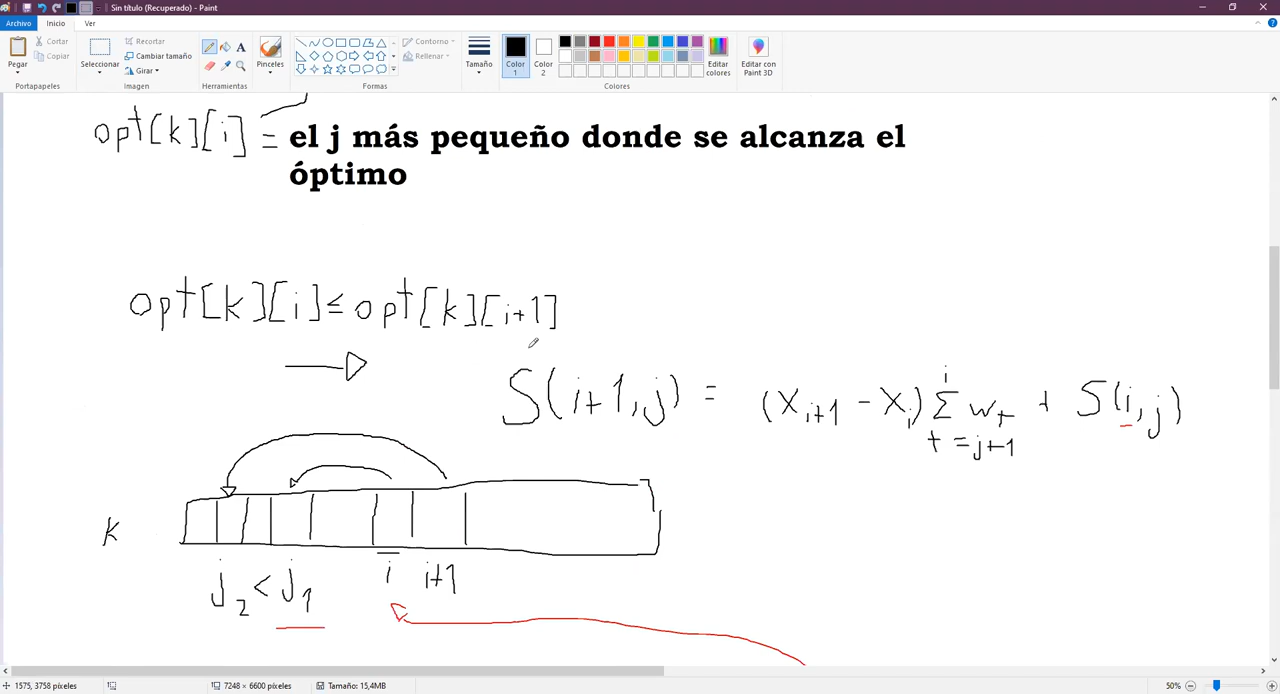 Sin título (Recuperado) - Paint
Archivo Inicio Ver
Pegar Cortar Copiar Seleccionar Recortar Cambiar tamaño Girar A Pinceles Contorno Rellenar Tamaño Color 1 Color 2 Editar colores Editar con Paint 3D
Portapapeles Imagen Herramientas Formas Colores
opt[k][i] = el j más pequeño donde se alcanza el
óptimo
opt[k][i] ≤ opt[k][i+1]
S(i+1,j) = (X_{i+1} - X_i) Σ_{t=j+1}^{i} w_t + S(i,j)
k
j_2 < j_1 i i+1
1575, 3758 píxeles 7248 × 6600 píxeles Tamaño: 15,4MB 50%